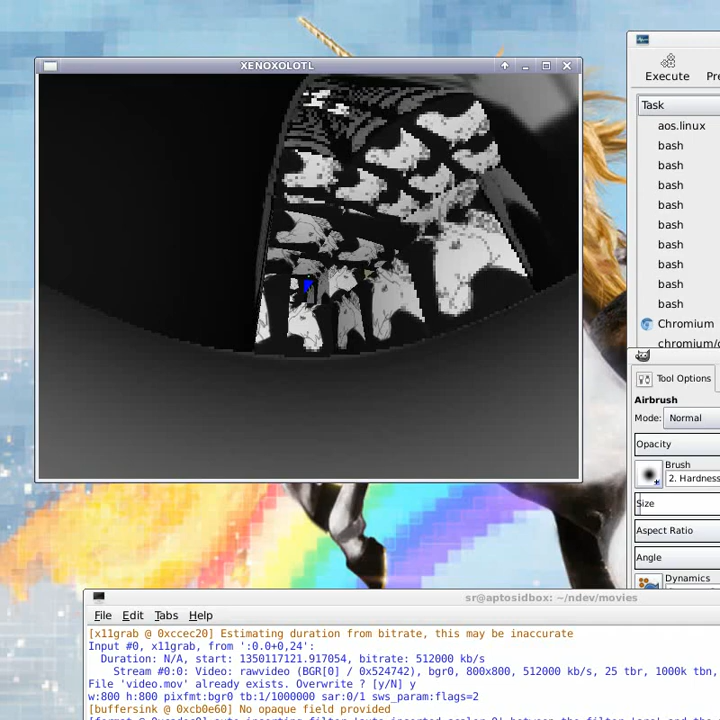 XENOXOLOTL
Execute
Task
aos.linux
bash
bash
bash
bash
bash
bash
bash
bash
bash
Chromium
Tool Options
Airbrush
Mode: Normal
Opacity
Brush
2. Hardness
Size
Aspect Ratio
Angle
Dynamics
sr@aptosidbox: ~/ndev/movies
File Edit Tabs Help
[x11grab @ 0xccec20] Estimating duration from bitrate, this may be inaccurate
Input #0, x11grab, from ':0.0+0,24':
Duration: N/A, start: 1350117121.917054, bitrate: 512000 kb/s
Stream #0:0: Video: rawvideo (BGR[0] / 0x524742), bgr0, 800x800, 512000 kb/s, 25 tbr, 1000k tbn,
File 'video.mov' already exists. Overwrite ? [y/N] y
w:800 h:800 pixfmt:bgr0 tb:1/1000000 sar:0/1 sws_param:flags=2
[buffersink @ 0xcb0e60] No opaque field provided